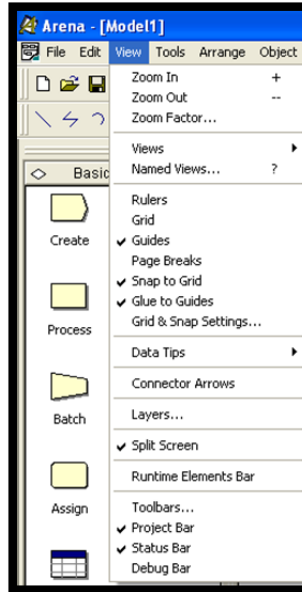 Arena - [Model1]
File Edit View Tools Arrange Object
Zoom In +
Zoom Out --
Zoom Factor...
Views
Named Views... ?
Rulers
Grid
Guides
Page Breaks
Snap to Grid
Glue to Guides
Grid & Snap Settings...
Data Tips
Connector Arrows
Layers...
Split Screen
Runtime Elements Bar
Toolbars...
Project Bar
Status Bar
Debug Bar
Basic
Create
Process
Batch
Assign